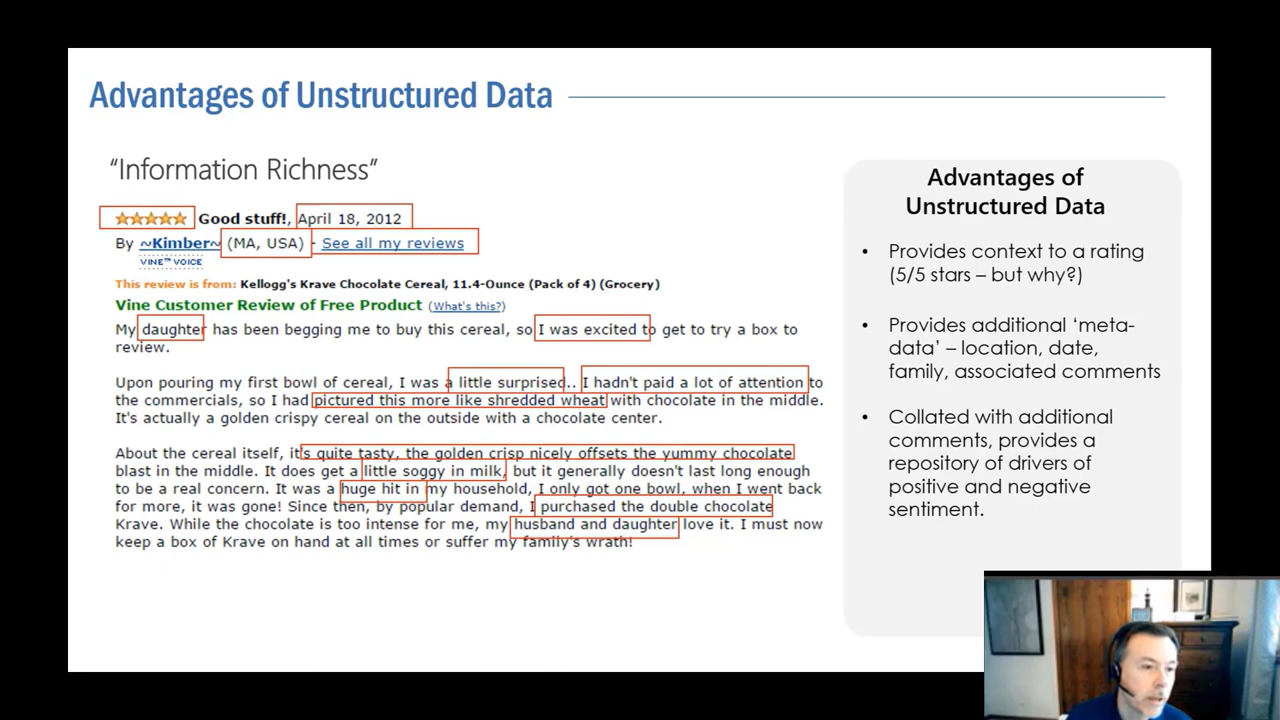 Advantages of Unstructured Data
“Information Richness”
Good stuff!, April 18, 2012
By ~Kimber~ (MA, USA) - See all my reviews
VINE™ VOICE
This review is from: Kellogg's Krave Chocolate Cereal, 11.4-Ounce (Pack of 4) (Grocery)
Vine Customer Review of Free Product (What's this?)
My daughter has been begging me to buy this cereal, so I was excited to get to try a box to
review.
Upon pouring my first bowl of cereal, I was a little surprised.. I hadn't paid a lot of attention to
the commercials, so I had pictured this more like shredded wheat with chocolate in the middle.
It's actually a golden crispy cereal on the outside with a chocolate center.
About the cereal itself, it's quite tasty, the golden crisp nicely offsets the yummy chocolate
blast in the middle. It does get a little soggy in milk, but it generally doesn't last long enough
to be a real concern. It was a huge hit in my household, I only got one bowl, when I went back
for more, it was gone! Since then, by popular demand, I purchased the double chocolate
Krave. While the chocolate is too intense for me, my husband and daughter love it. I must now
keep a box of Krave on hand at all times or suffer my family's wrath!
Advantages of
Unstructured Data
• Provides context to a rating
(5/5 stars – but why?)
• Provides additional ‘meta-
data’ – location, date,
family, associated comments
• Collated with additional
comments, provides a
repository of drivers of
positive and negative
sentiment.